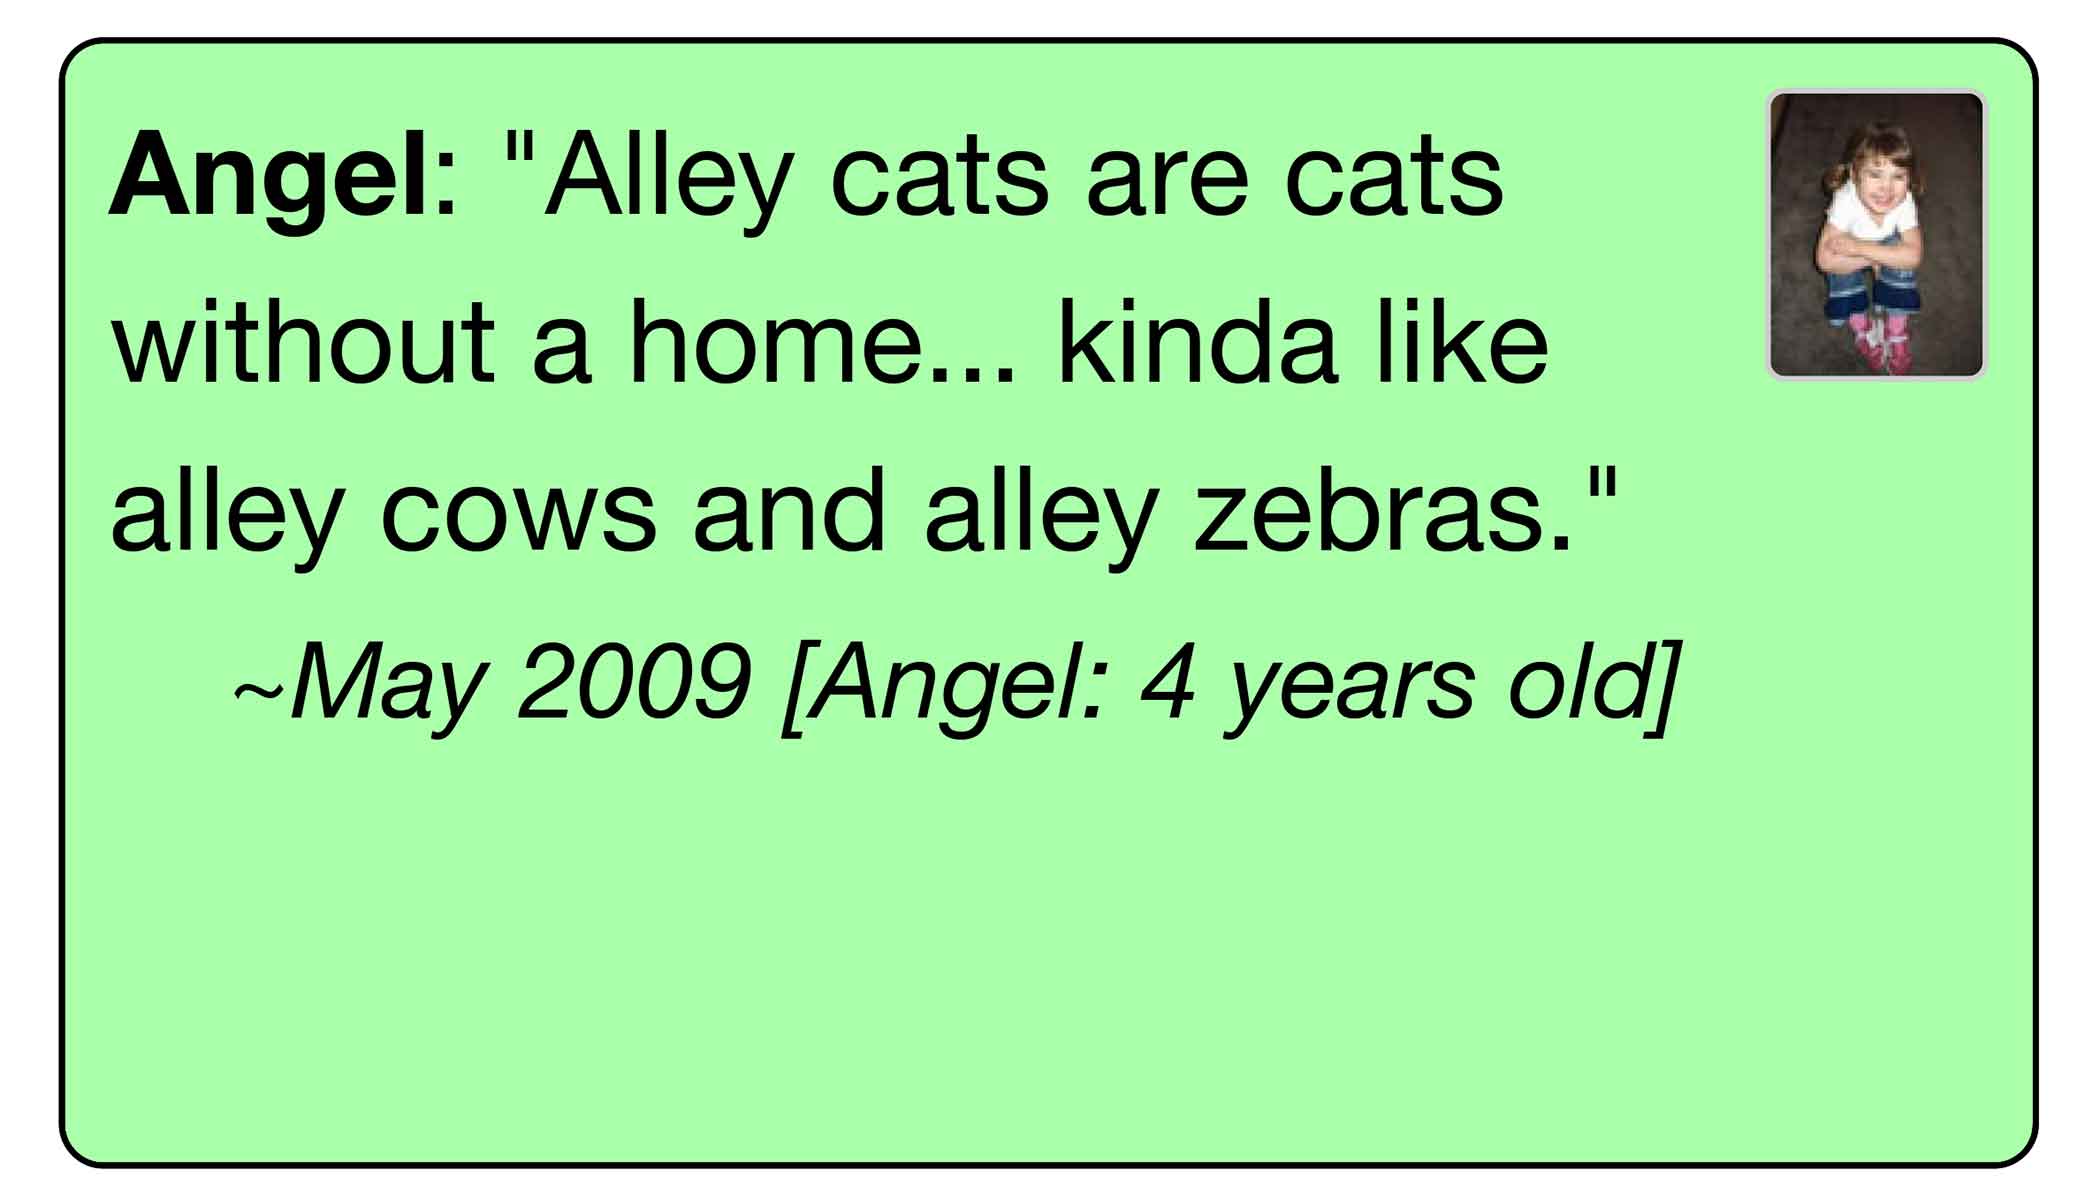 Angel: "Alley cats are cats
without a home... kinda like
alley cows and alley zebras."
~May 2009 [Angel: 4 years old]